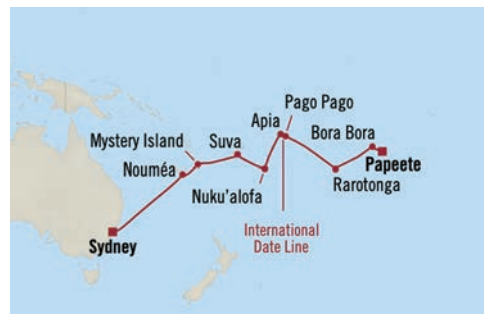 Pago Pago
Apia
Bora Bora
Mystery Island
Suva
Papeete
Nouméa
Rarotonga
Nuku'alofa
International
Date Line
Sydney